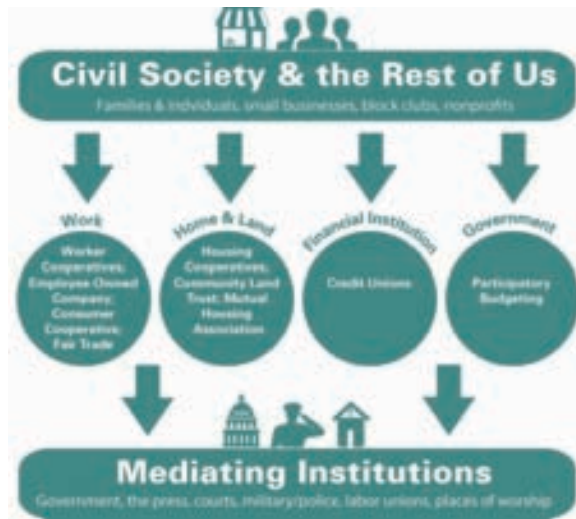 Civil Society & the Rest of Us
Families & Individuals, small businesses, block clubs, nonprofits
Work
Worker
Cooperatives;
Employee Owned
Company;
Consumer
Cooperative;
Fair Trade
Home & Land
Housing
Cooperatives;
Community Land
Trust; Mutual
Housing
Association
Financial Institution
Credit Unions
Government
Participatory
Budgeting
Mediating Institutions
Government, the press, courts, military/police, labor unions, places of worship